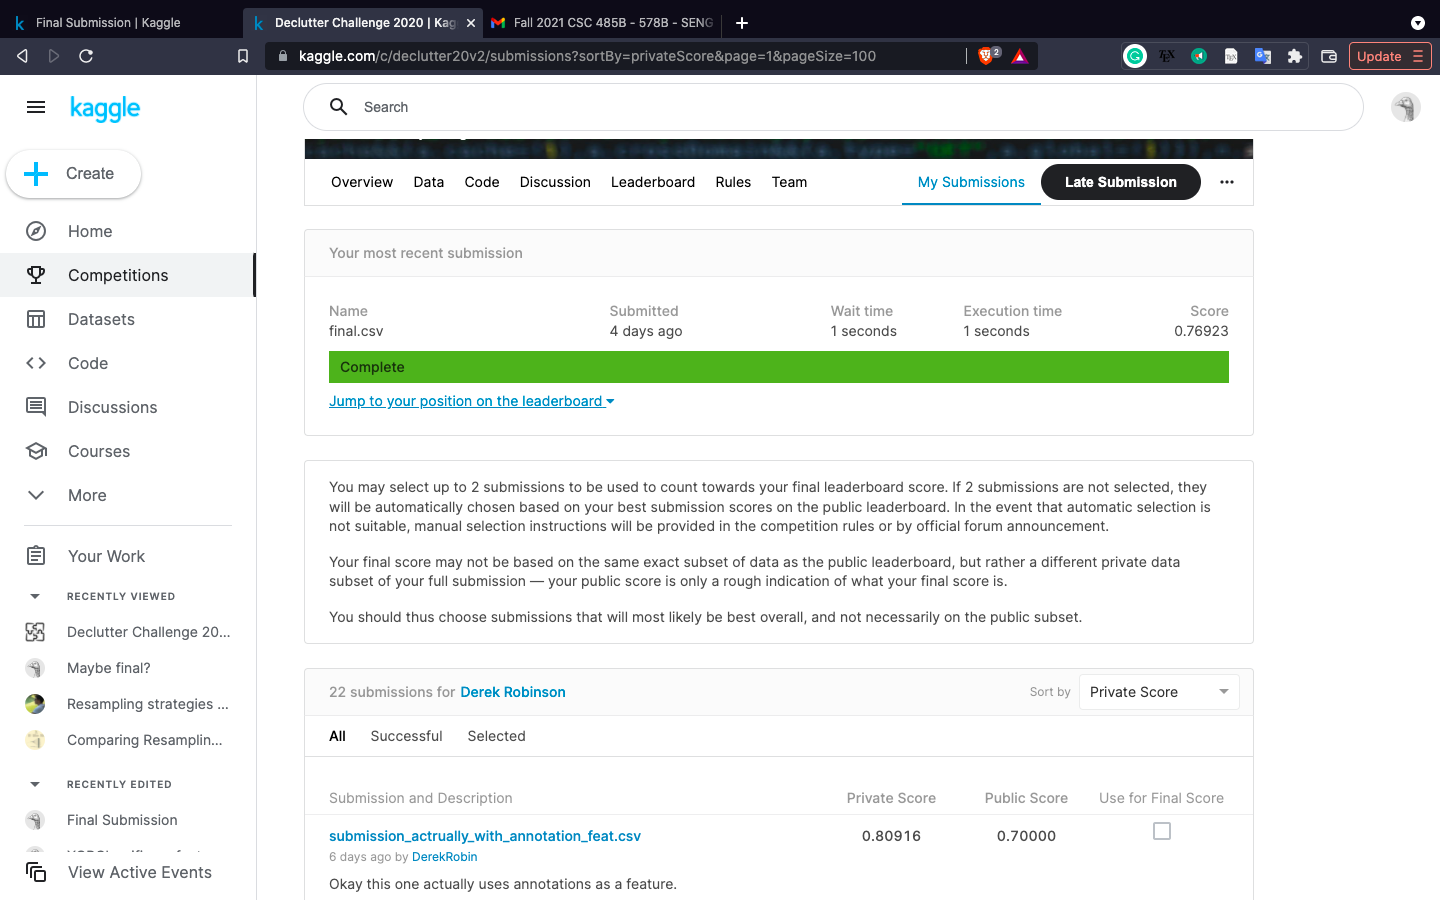 Final Submission | Kaggle
Declutter Challenge 2020 | Kag
Fall 2021 CSC 485B - 578B - SENG
kaggle.com/c/declutter20v2/submissions?sortBy=privateScore&page=1&pageSize=100
2
Update
kaggle
Search
Create
Home
Competitions
Datasets
Code
Discussions
Courses
More
Your Work
RECENTLY VIEWED
Declutter Challenge 20...
Maybe final?
Resampling strategies ...
Comparing Resamplin...
RECENTLY EDITED
Final Submission
View Active Events
Overview Data Code Discussion Leaderboard Rules Team My Submissions Late Submission
Your most recent submission
Name Submitted Wait time Execution time Score
final.csv 4 days ago 1 seconds 1 seconds 0.76923
Complete
Jump to your position on the leaderboard
You may select up to 2 submissions to be used to count towards your final leaderboard score. If 2 submissions are not selected, they
will be automatically chosen based on your best submission scores on the public leaderboard. In the event that automatic selection is
not suitable, manual selection instructions will be provided in the competition rules or by official forum announcement.
Your final score may not be based on the same exact subset of data as the public leaderboard, but rather a different private data
subset of your full submission — your public score is only a rough indication of what your final score is.
You should thus choose submissions that will most likely be best overall, and not necessarily on the public subset.
22 submissions for Derek Robinson Sort by Private Score
All Successful Selected
Submission and Description Private Score Public Score Use for Final Score
submission_actrually_with_annotation_feat.csv 0.80916 0.70000
6 days ago by DerekRobin
Okay this one actually uses annotations as a feature.